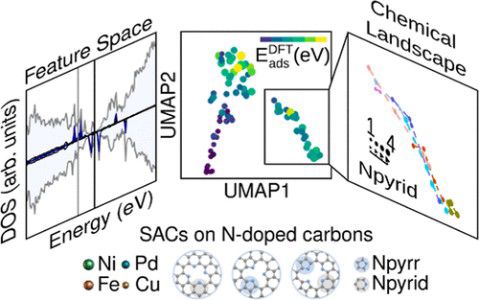 Feature Space
DOS (arb. units)
Energy (eV)
UMAP2
E_ads^DFT (eV)
UMAP1
Chemical
Landscape
1 4
Npyrid
SACs on N-doped carbons
Ni Pd
Fe Cu
Npyrr
Npyrid